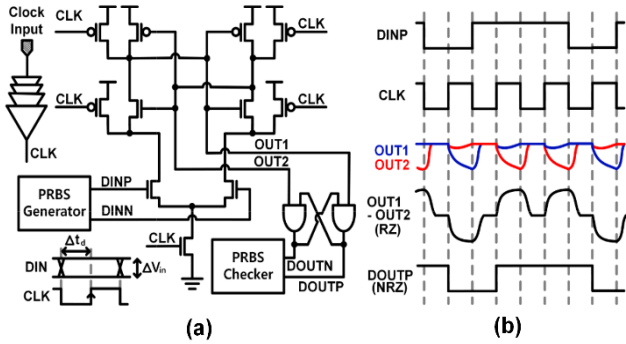 Clock
Input
CLK
CLK
CLK
CLK
CLK
OUT1
OUT2
PRBS
Generator
DINP
DINN
CLK
PRBS
Checker
DOUTN
DOUTP
Δtd
DIN
ΔVin
CLK
(a)
DINP
CLK
OUT1
OUT2
OUT1
- OUT2
(RZ)
DOUTP
(NRZ)
(b)